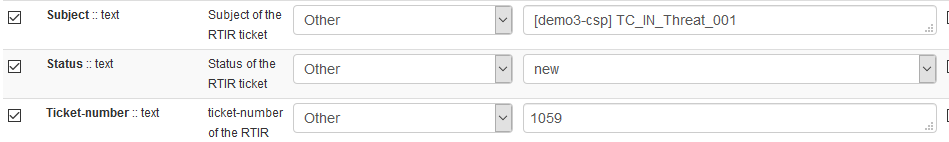 Subject :: text Subject of the RTIR ticket Other [demo3-csp] TC_IN_Threat_001
Status :: text Status of the RTIR ticket Other new
Ticket-number :: text ticket-number of the RTIR Other 1059